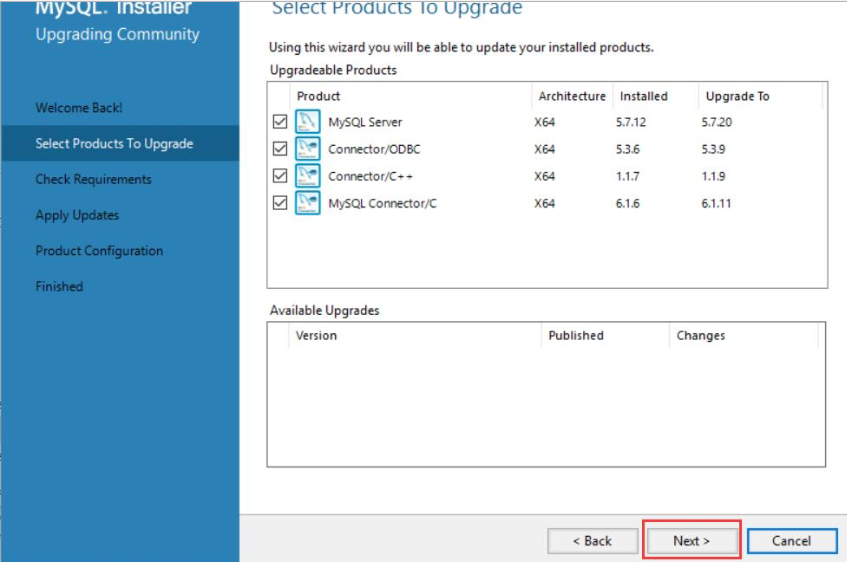 MySQL. Installer
Upgrading Community
Welcome Back!
Select Products To Upgrade
Check Requirements
Apply Updates
Product Configuration
Finished
Select Products To Upgrade
Using this wizard you will be able to update your installed products.
Upgradeable Products
Product Architecture Installed Upgrade To
MySQL Server X64 5.7.12 5.7.20
Connector/ODBC X64 5.3.6 5.3.9
Connector/C++ X64 1.1.7 1.1.9
MySQL Connector/C X64 6.1.6 6.1.11
Available Upgrades
Version Published Changes
< Back Next > Cancel